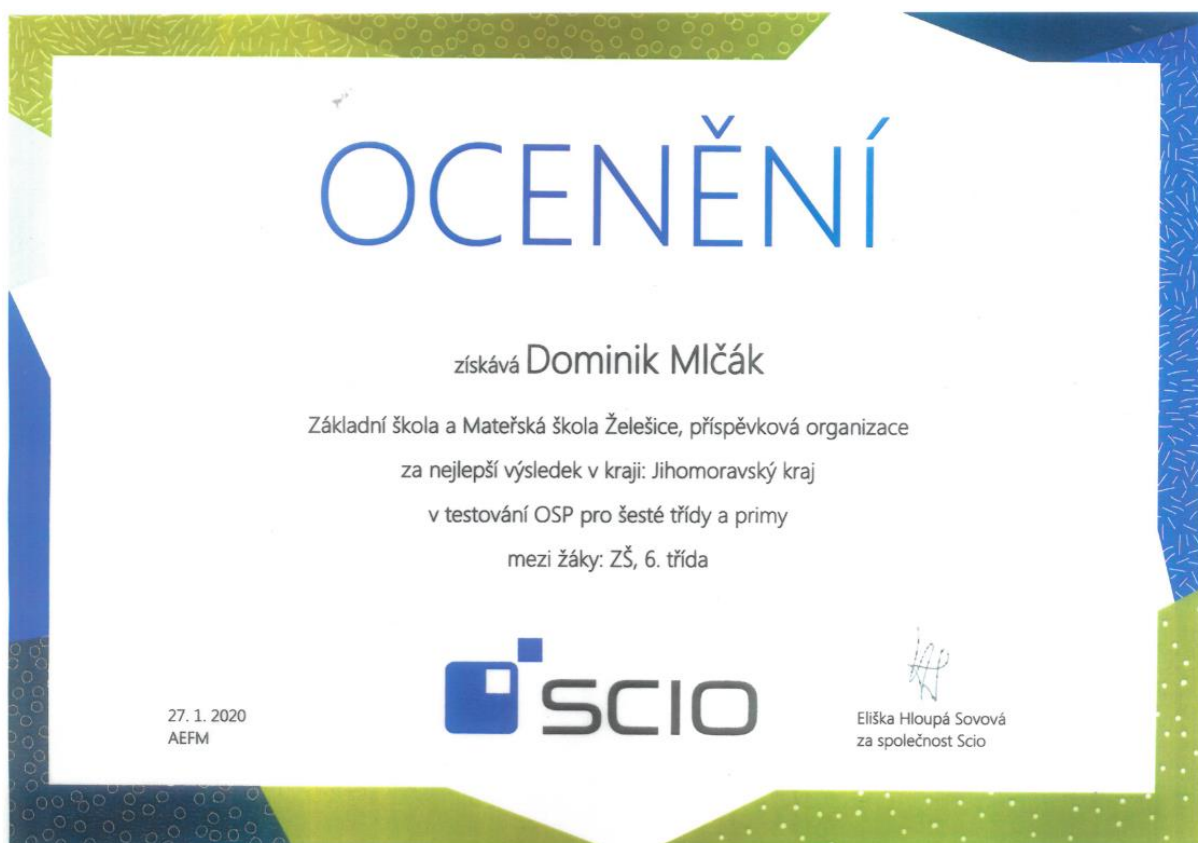 OCENĚNÍ
získává Dominik Mlčák
Základní škola a Mateřská škola Želešice, příspěvková organizace
za nejlepší výsledek v kraji: Jihomoravský kraj
v testování OSP pro šesté třídy a primy
mezi žáky: ZŠ, 6. třída
SCIO
27. 1. 2020
AEFM
Eliška Hloupá Sovová
za společnost Scio